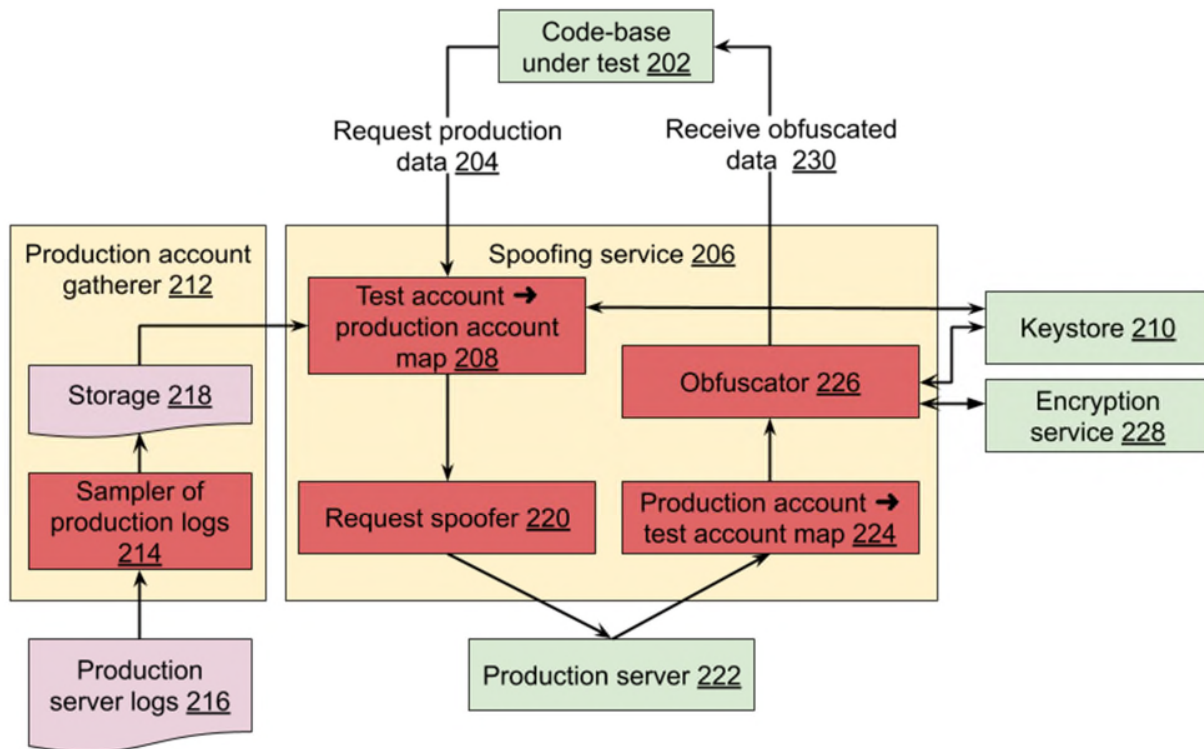 Code-base
under test 202
Request production
data 204
Receive obfuscated
data 230
Production account
gatherer 212
Spoofing service 206
Test account ➜
production account
map 208
Keystore 210
Storage 218
Obfuscator 226
Encryption
service 228
Sampler of
production logs
214
Request spoofer 220
Production account ➜
test account map 224
Production
server logs 216
Production server 222